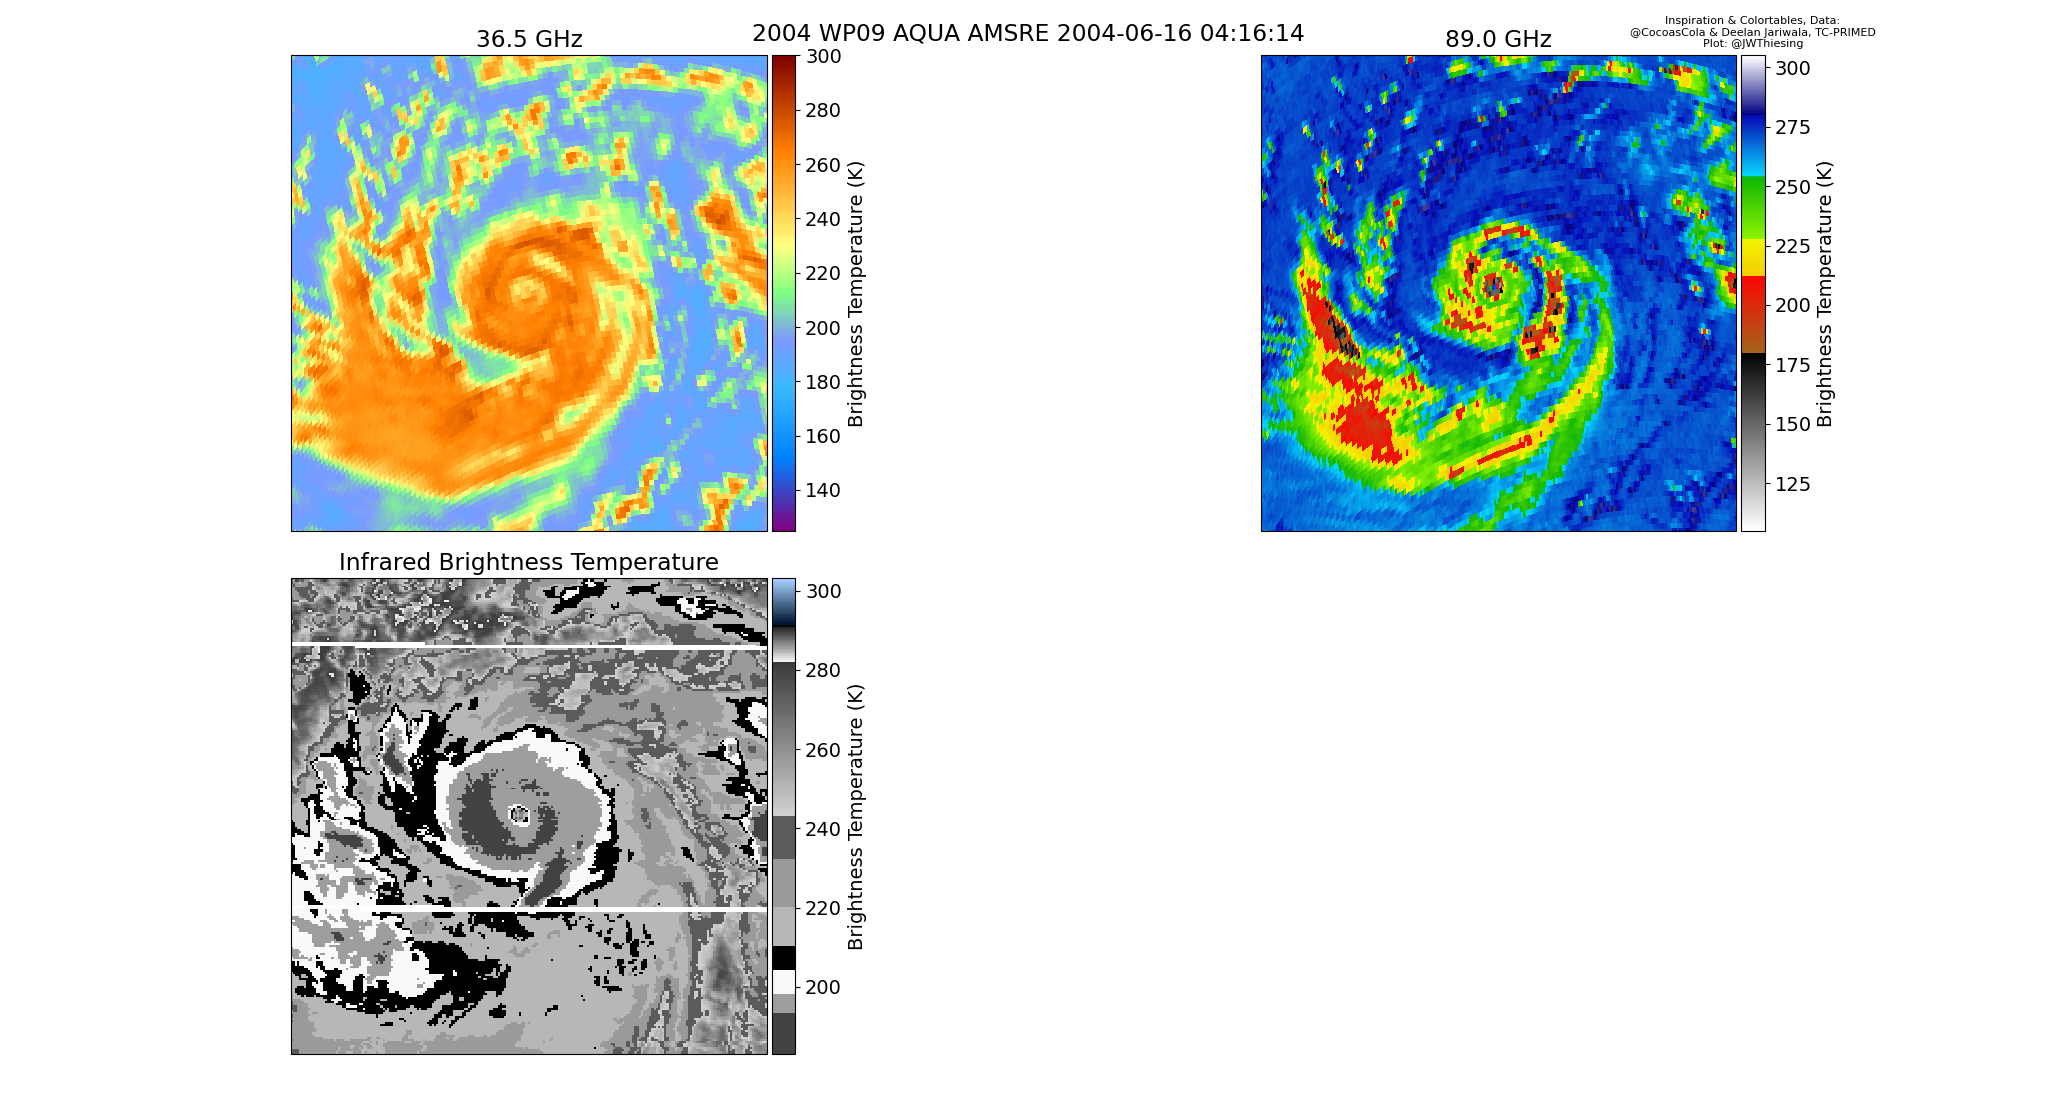 2004 WP09 AQUA AMSRE 2004-06-16 04:16:14
Inspiration & Colortables, Data:
@CocoasCola & Deelan Jariwala, TC-PRIMED
Plot: @JWThiesing
36.5 GHz
300
280
260
240
220
200
180
160
140
Brightness Temperature (K)
89.0 GHz
300
275
250
225
200
175
150
125
Brightness Temperature (K)
Infrared Brightness Temperature
300
280
260
240
220
200
Brightness Temperature (K)